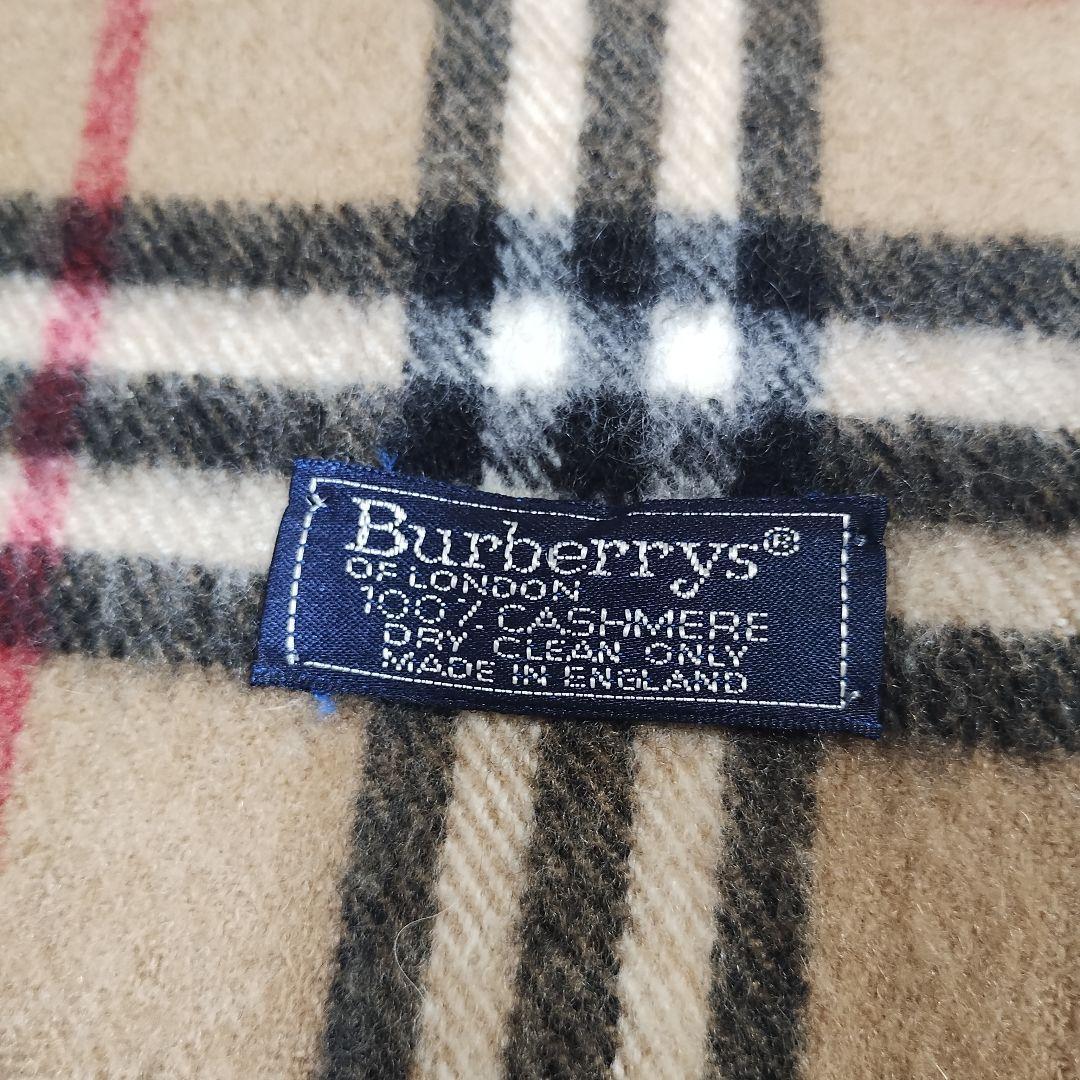 Burberrys®
OF LONDON
100% CASHMERE
DRY CLEAN ONLY
MADE IN ENGLAND